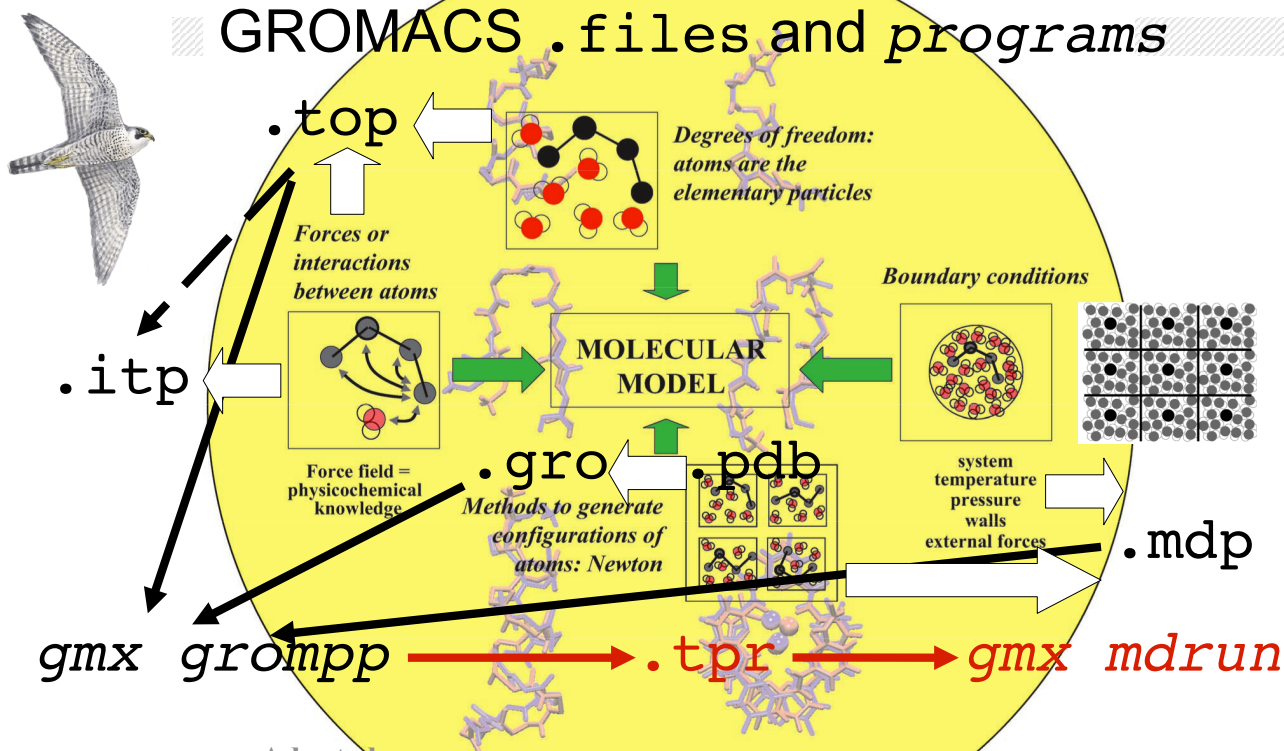 GROMACS .files and programs
.top
Degrees of freedom:
atoms are the
elementary particles
Forces or
interactions
between atoms
Boundary conditions
MOLECULAR
MODEL
.itp
.gro
.pdb
Force field =
physicochemical
knowledge
Methods to generate
configurations of
atoms: Newton
system
temperature
pressure
walls
external forces
.mdp
gmx grompp
.tpr
gmx mdrun